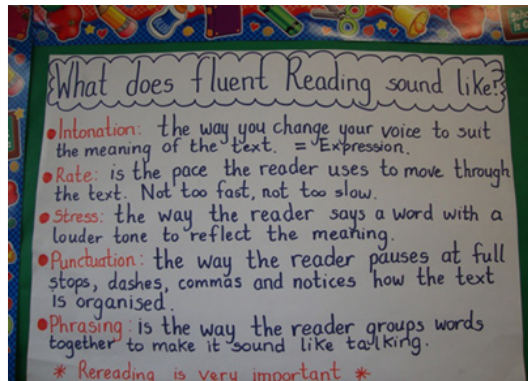 What does fluent Reading sound like?
• Intonation: the way you change your voice to suit
the meaning of the text. = Expression.
• Rate: is the pace the reader uses to move through
the text. Not too fast, not too slow.
• Stress: the way the reader says a word with a
louder tone to reflect the meaning.
• Punctuation: the way the reader pauses at full
stops, dashes, commas and notices how the text
is organised.
• Phrasing: is the way the reader groups words
together to make it sound like talking.
* Rereading is very important *